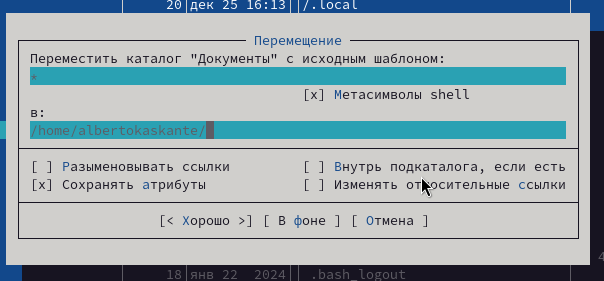 20 дек 25 16:13 /.local
Перемещение
Переместить каталог "Документы" с исходным шаблоном:
*
[x] Метасимволы shell
в:
/home/albertokaskante/
[ ] Разыменовывать ссылки [ ] Внутрь подкаталога, если есть
[x] Сохранять атрибуты [ ] Изменять относительные ссылки
[< Хорошо >] [ В фоне ] [ Отмена ]
18 янв 22 2024 .bash_logout